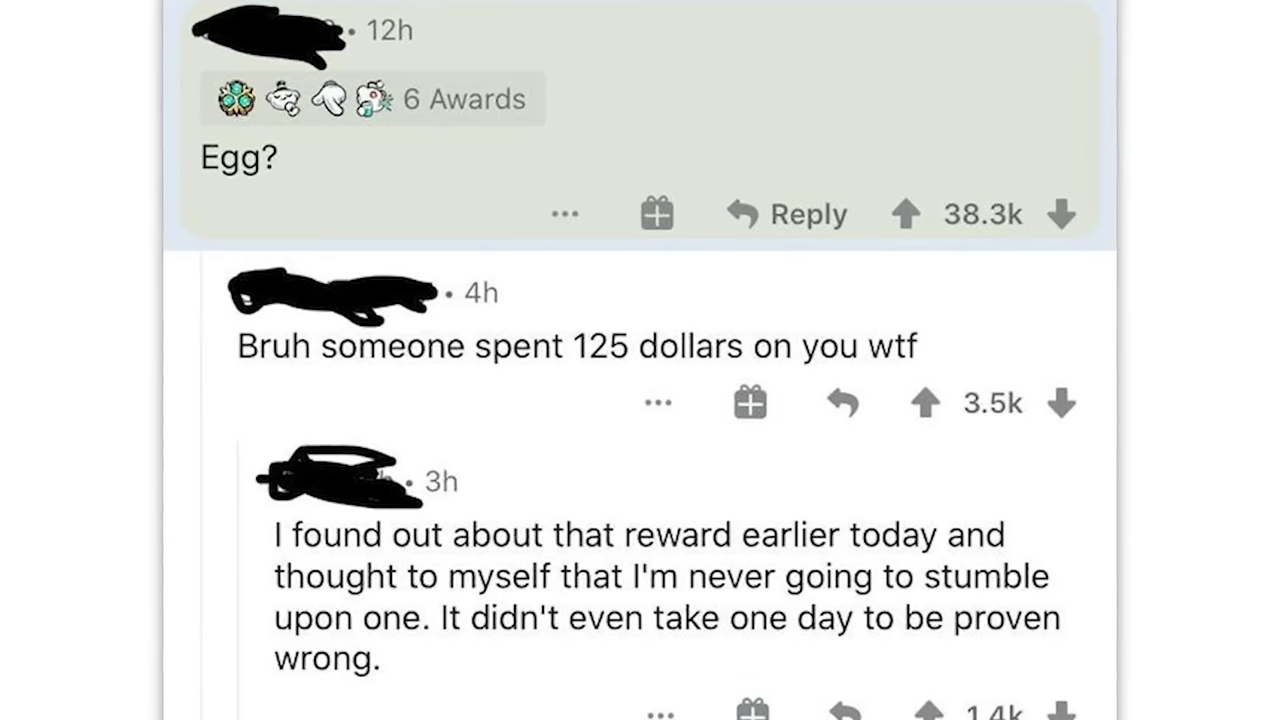 • 12h
6 Awards
Egg?
... Reply 38.3k
• 4h
Bruh someone spent 125 dollars on you wtf
... 3.5k
• 3h
I found out about that reward earlier today and
thought to myself that I'm never going to stumble
upon one. It didn't even take one day to be proven
wrong.
... 1.4k